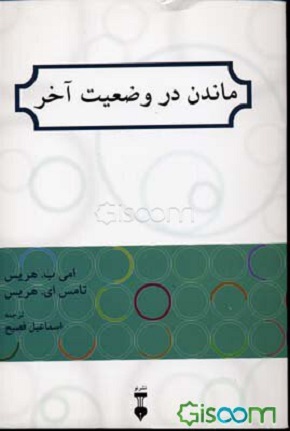 ماندن در وضعیت آخر
Gisoom
امی ب. هریس
تامس ای. هریس
ترجمه
اسماعیل فصیح
نشر نو
Gisoom